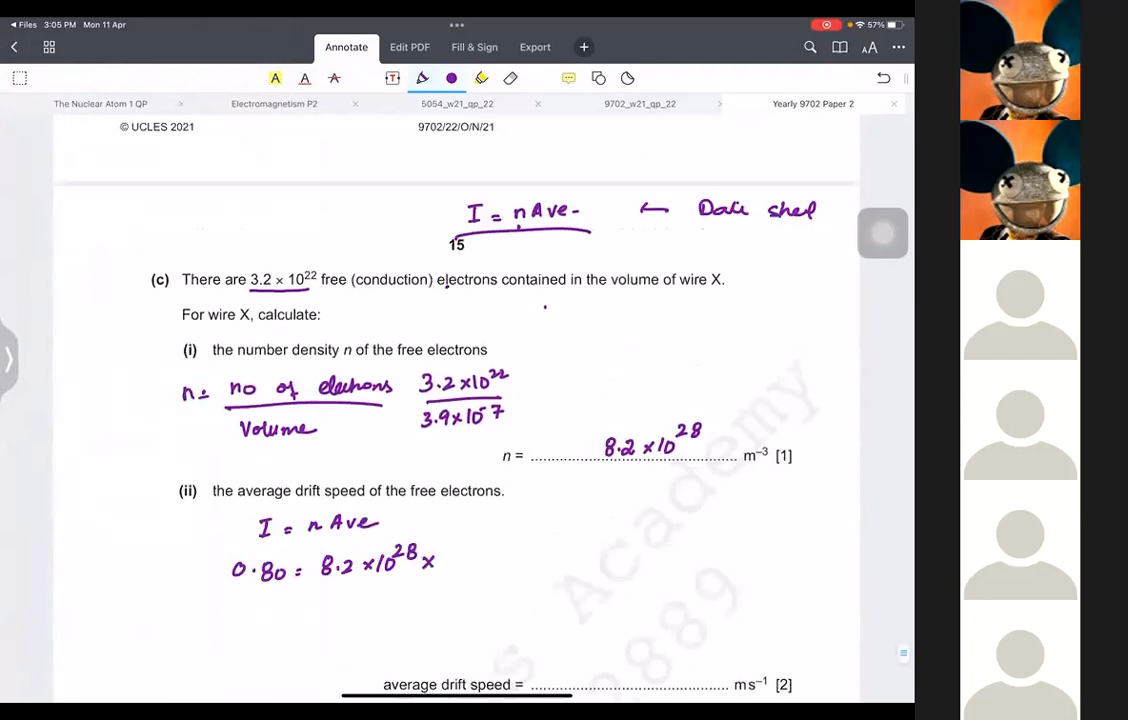 Files 3:05 PM Mon 11 Apr 57%
Annotate Edit PDF Fill & Sign Export
The Nuclear Atom 1 QP Electromagnetism P2 5054_w21_qp_22 9702_w21_qp_22 Yearly 9702 Paper 2
© UCLES 2021 9702/22/O/N/21
I = nAve- ←
15
(c) There are 3.2 × 10²² free (conduction) electrons contained in the volume of wire X.
For wire X, calculate:
(i) the number density n of the free electrons
n= no of electrons 3.2×10²²
Volume 3.9×10⁻⁷
8.2×10²⁸
n = .................................................. m⁻³ [1]
(ii) the average drift speed of the free electrons.
I = nAve
0.80 = 8.2×10²⁸ ×
s Academy
9889
average drift speed = .................................................. ms⁻¹ [2]